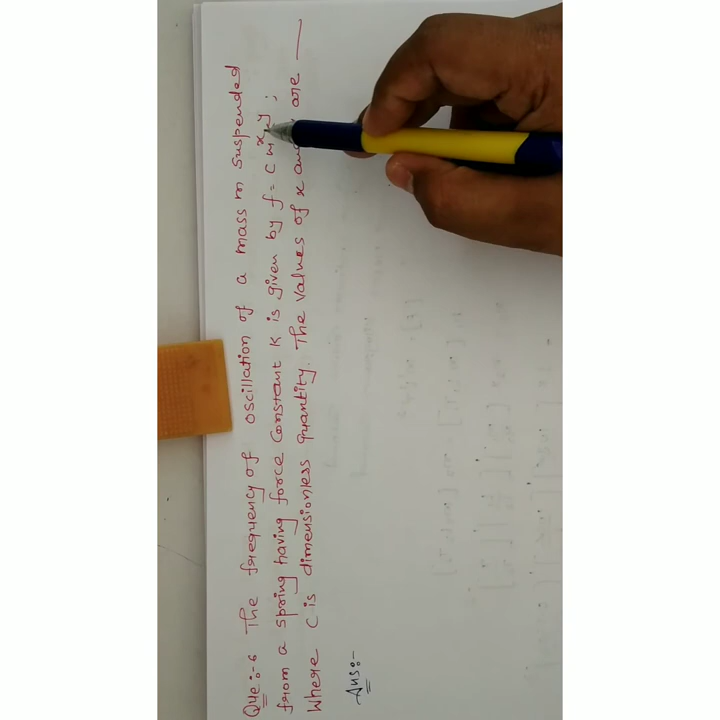 Que:-6 The frequency of oscillation of a mass m suspended
from a spring having force constant K is given by f = c m^x K^y ;
Where C is dimensionless quantity. The values of x and are —
Ans:-